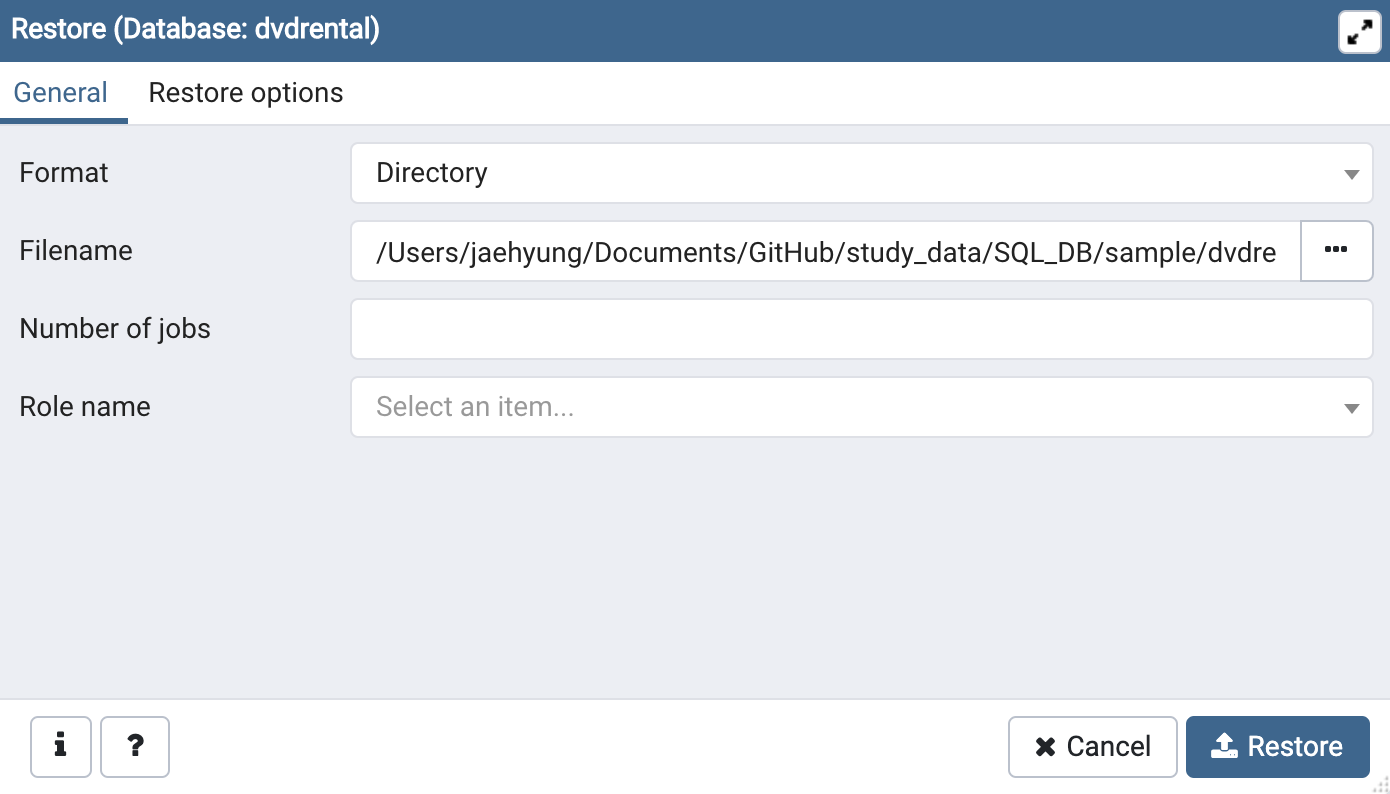 Restore (Database: dvdrental)
General Restore options
Format Directory
Filename /Users/jaehyung/Documents/GitHub/study_data/SQL_DB/sample/dvdre
Number of jobs
Role name Select an item...
Cancel Restore